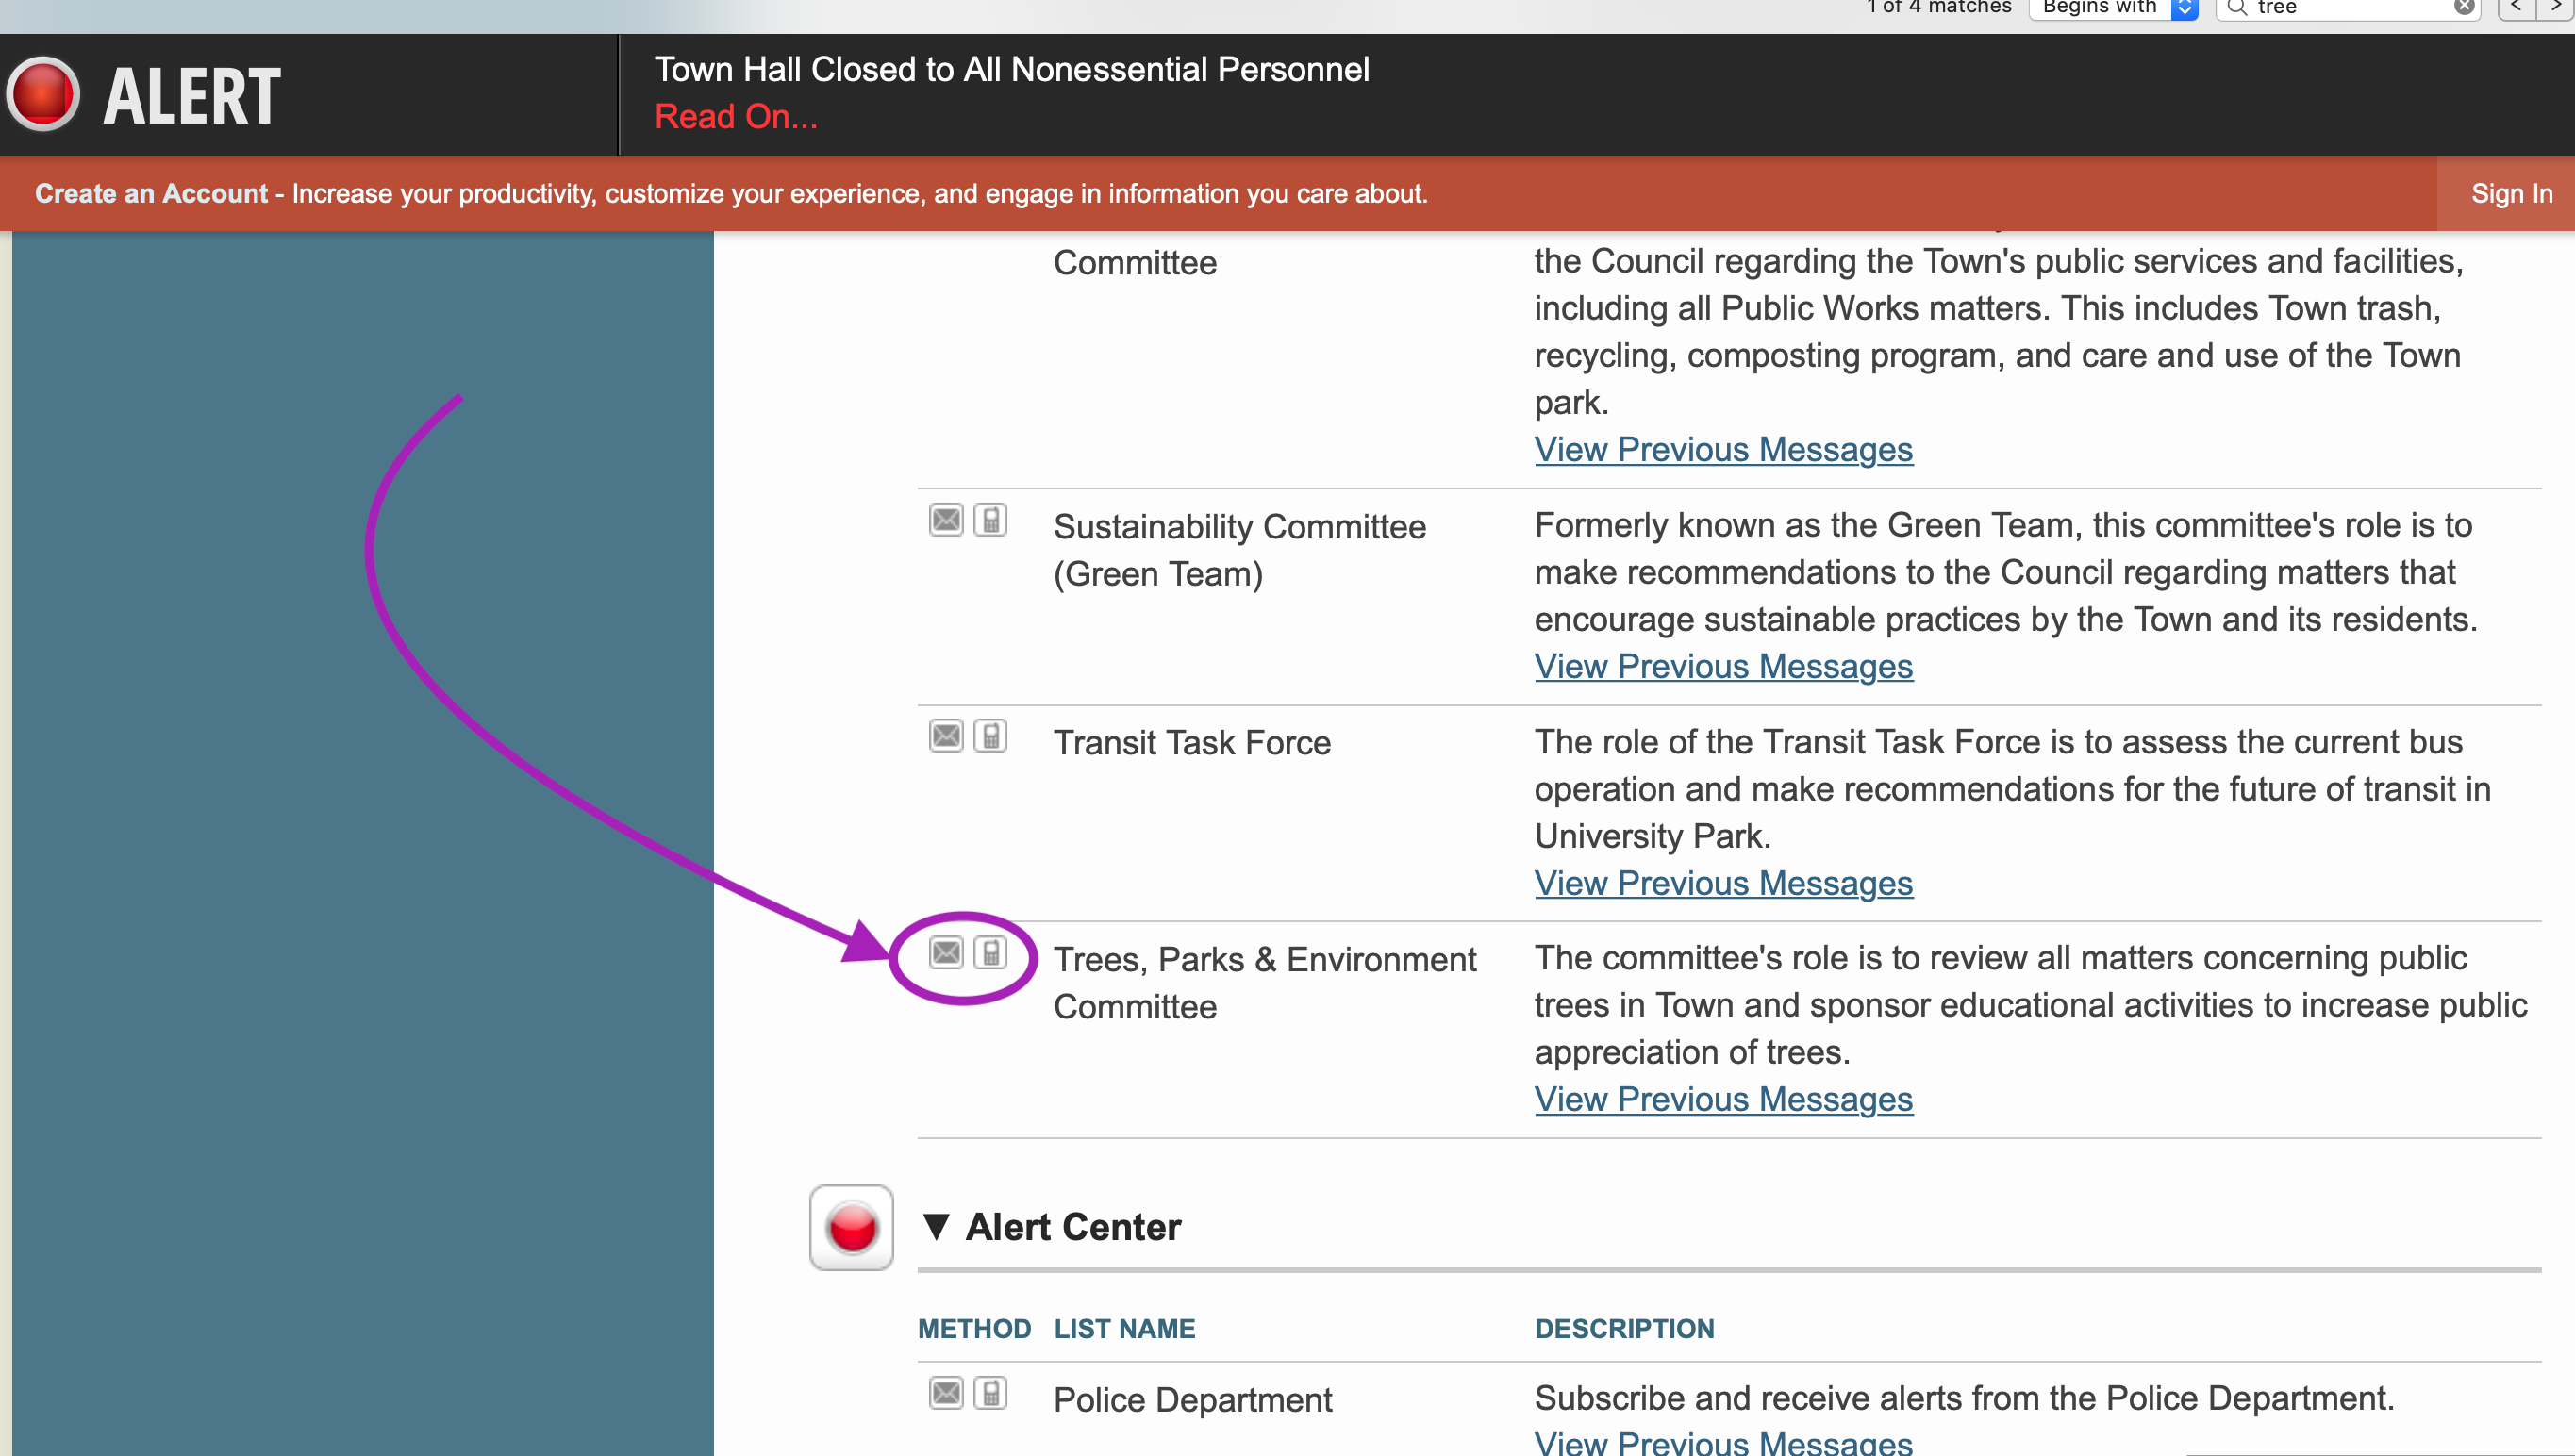 1 of 4 matches Begins with tree
ALERT
Town Hall Closed to All Nonessential Personnel
Read On...
Create an Account - Increase your productivity, customize your experience, and engage in information you care about.
Sign In
Committee
the Council regarding the Town's public services and facilities,
including all Public Works matters. This includes Town trash,
recycling, composting program, and care and use of the Town
park.
View Previous Messages
Sustainability Committee
(Green Team)
Formerly known as the Green Team, this committee's role is to
make recommendations to the Council regarding matters that
encourage sustainable practices by the Town and its residents.
View Previous Messages
Transit Task Force
The role of the Transit Task Force is to assess the current bus
operation and make recommendations for the future of transit in
University Park.
View Previous Messages
Trees, Parks & Environment
Committee
The committee's role is to review all matters concerning public
trees in Town and sponsor educational activities to increase public
appreciation of trees.
View Previous Messages
▼ Alert Center
METHOD LIST NAME DESCRIPTION
Police Department
Subscribe and receive alerts from the Police Department.
View Previous Messages